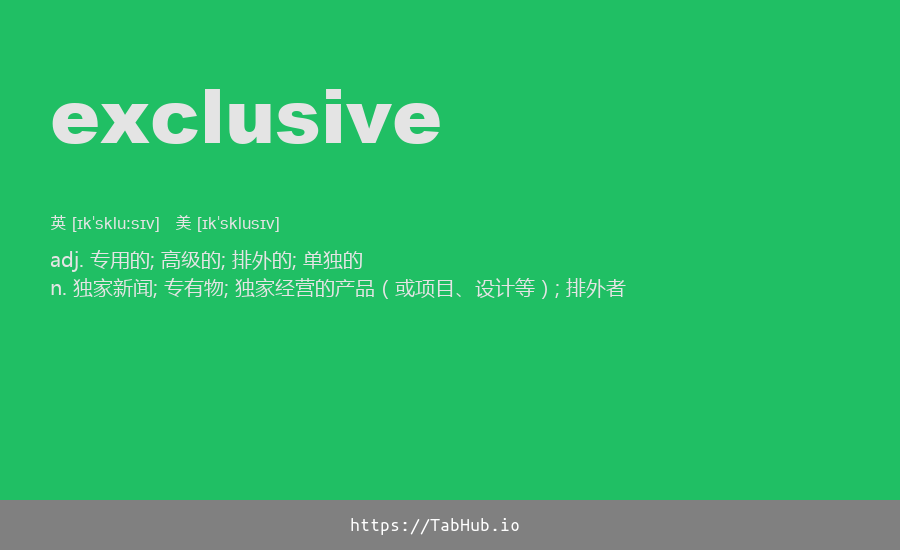 exclusive
英 [ɪkˈskluːsɪv] 美 [ɪkˈsklusɪv]
adj. 专用的; 高级的; 排外的; 单独的
n. 独家新闻; 专有物; 独家经营的产品（或项目、设计等）; 排外者
https://TabHub.io